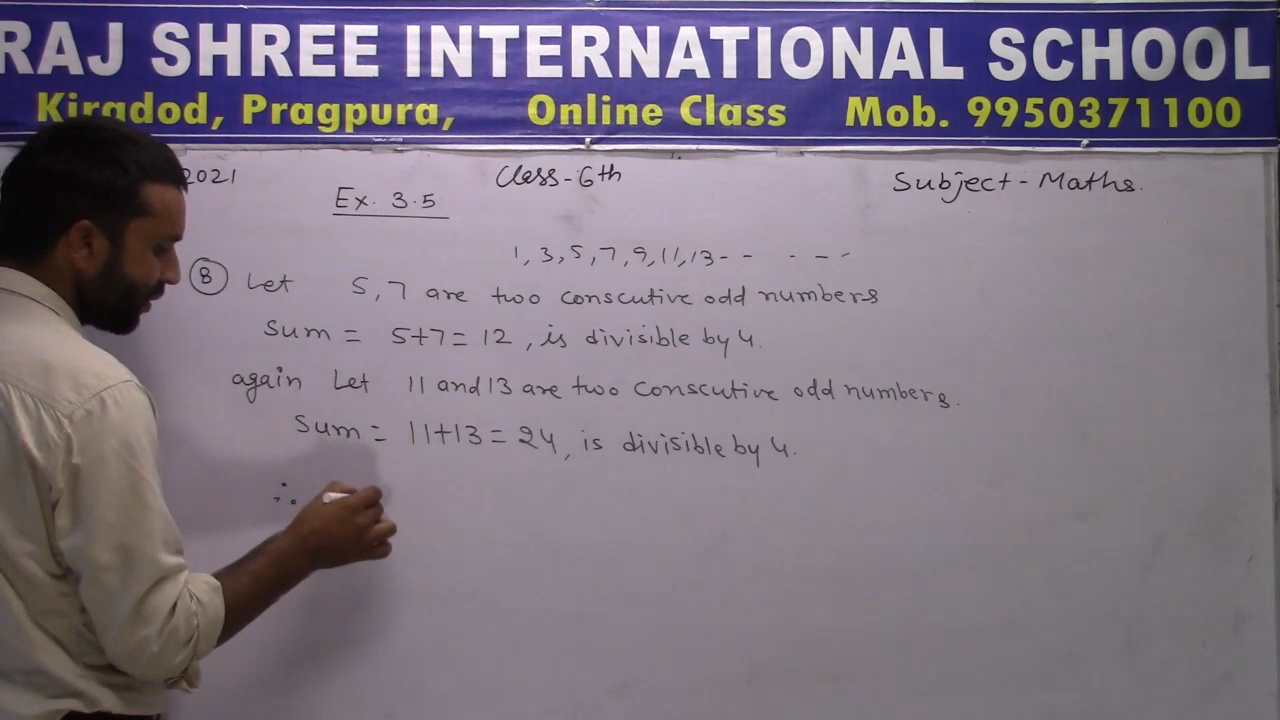 RAJ SHREE INTERNATIONAL SCHOOL
Kiradod, Pragpura, Online Class Mob. 9950371100
2021 Class-6th Subject-Maths.
Ex. 3.5
1, 3, 5, 7, 9, 11, 13 - - - - -
8 Let 5, 7 are two conscutive odd numbers
Sum = 5+7 = 12, is divisible by 4.
again Let 11 and 13 are two conscutive odd numbers.
Sum = 11+13 = 24, is divisible by 4.
∴